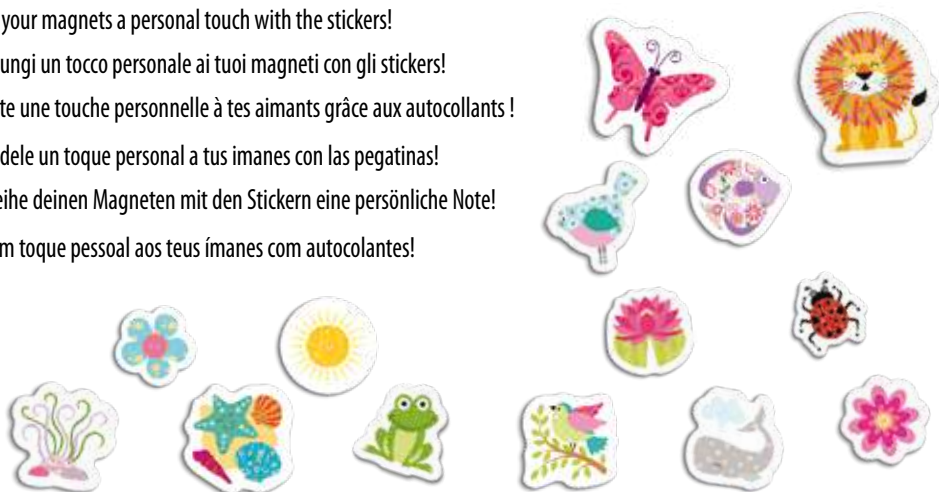 your magnets a personal touch with the stickers!
ungi un tocco personale ai tuoi magneti con gli stickers!
te une touche personnelle à tes aimants grâce aux autocollants !
dele un toque personal a tus imanes con las pegatinas!
eihe deinen Magneten mit den Stickern eine persönliche Note!
m toque pessoal aos teus ímanes com autocolantes!